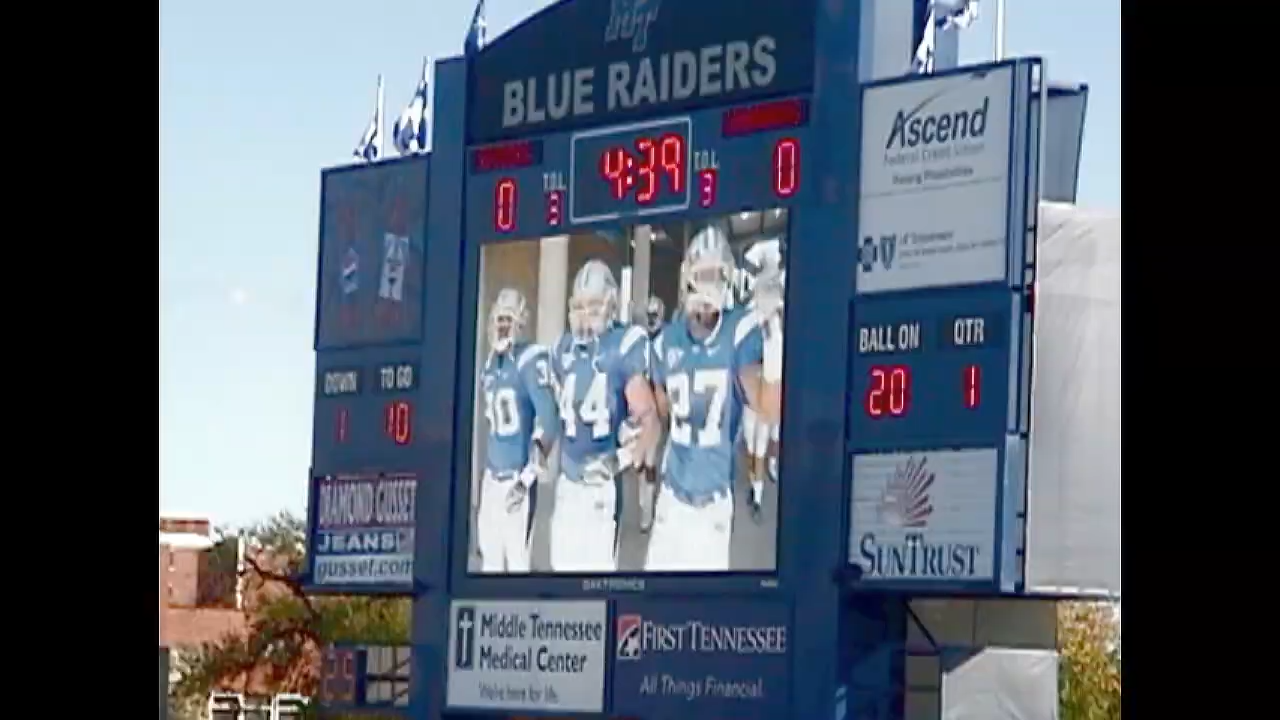 BLUE RAIDERS
4:39
0
T.O.L.
3
T.O.L.
3
0
Ascend
Federal Credit Union
DOWN
TO GO
1
10
BALL ON
QTR
20
1
30
44
27
DIAMOND GUSSET
JEANS
gusset.com
SUNTRUST
DAKTRONICS
Middle Tennessee
Medical Center
We're here for life.
FIRST TENNESSEE
All Things Financial.
25